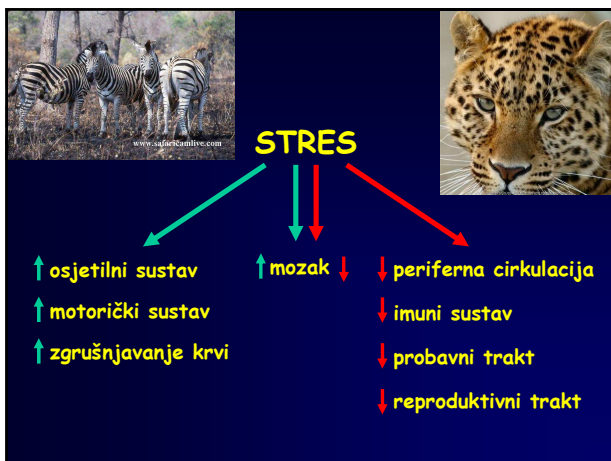 www.safaricamlive.com
STRES
↑ osjetilni sustav
↑ motorički sustav
↑ zgrušnjavanje krvi
↑ mozak ↓
↓ periferna cirkulacija
↓ imuni sustav
↓ probavni trakt
↓ reproduktivni trakt